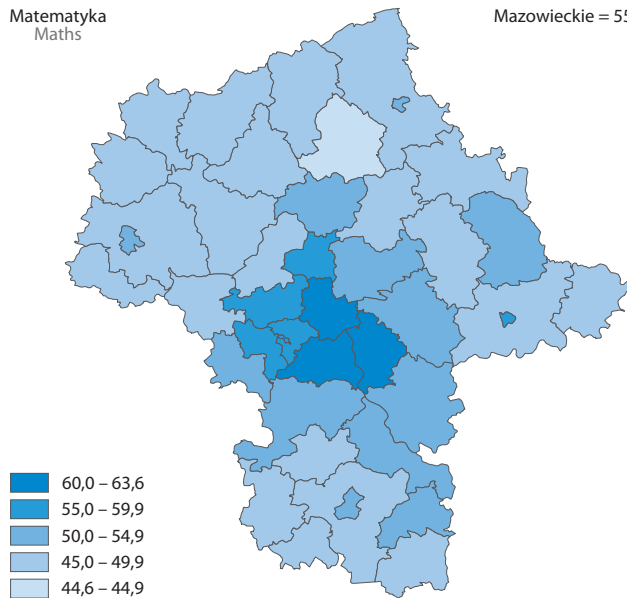 Matematyka
Maths
Mazowieckie = 55
60,0 – 63,6
55,0 – 59,9
50,0 – 54,9
45,0 – 49,9
44,6 – 44,9